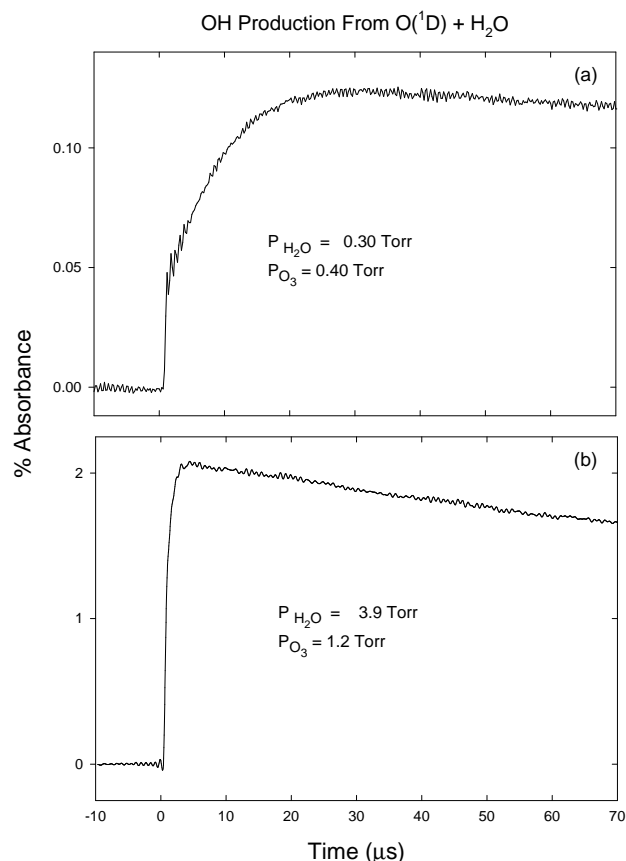 OH Production From O(¹D) + H₂O
(a)
0.10
0.05
0.00
P H₂O = 0.30 Torr
P O₃ = 0.40 Torr
% Absorbance
(b)
2
1
0
P H₂O = 3.9 Torr
P O₃ = 1.2 Torr
-10 0 10 20 30 40 50 60 70
Time (µs)